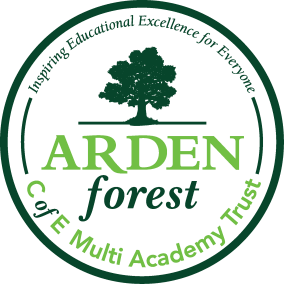 Inspiring Educational Excellence for Everyone
ARDEN
forest
C of E Multi Academy Trust